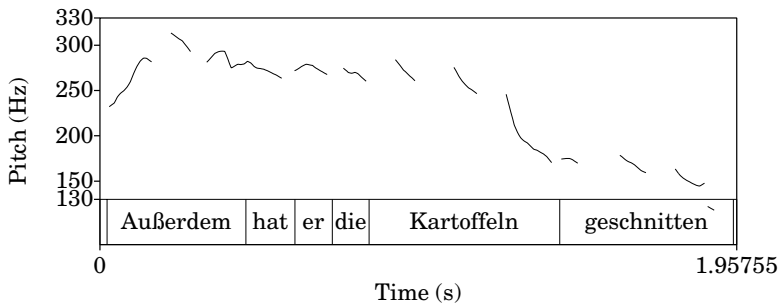 330
300
250
200
150
130
Pitch (Hz)
Außerdem hat er die Kartoffeln geschnitten
0 1.95755
Time (s)